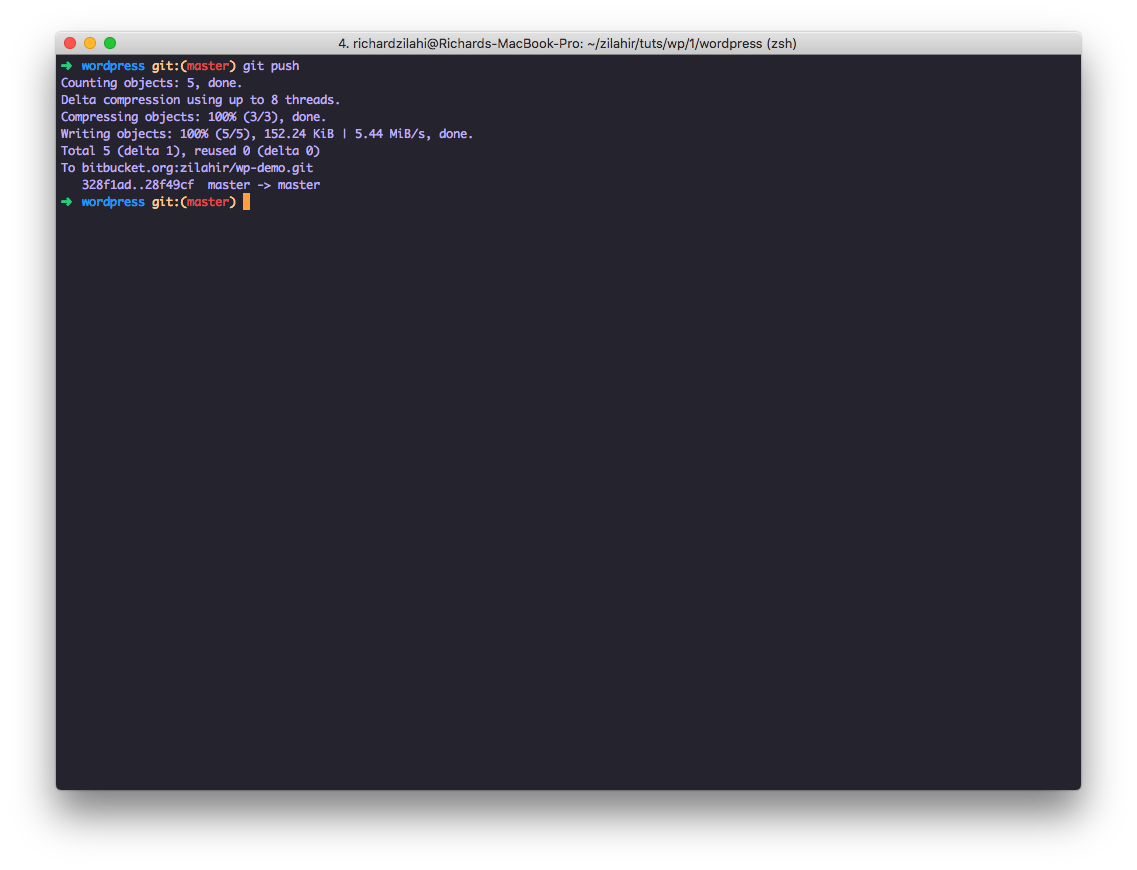 4. richardzilahi@Richards-MacBook-Pro: ~/zilahir/tuts/wp/1/wordpress (zsh)
➜ wordpress git:(master) git push
Counting objects: 5, done.
Delta compression using up to 8 threads.
Compressing objects: 100% (3/3), done.
Writing objects: 100% (5/5), 152.24 KiB | 5.44 MiB/s, done.
Total 5 (delta 1), reused 0 (delta 0)
To bitbucket.org:zilahir/wp-demo.git
   328f1ad..28f49cf  master -> master
➜ wordpress git:(master)